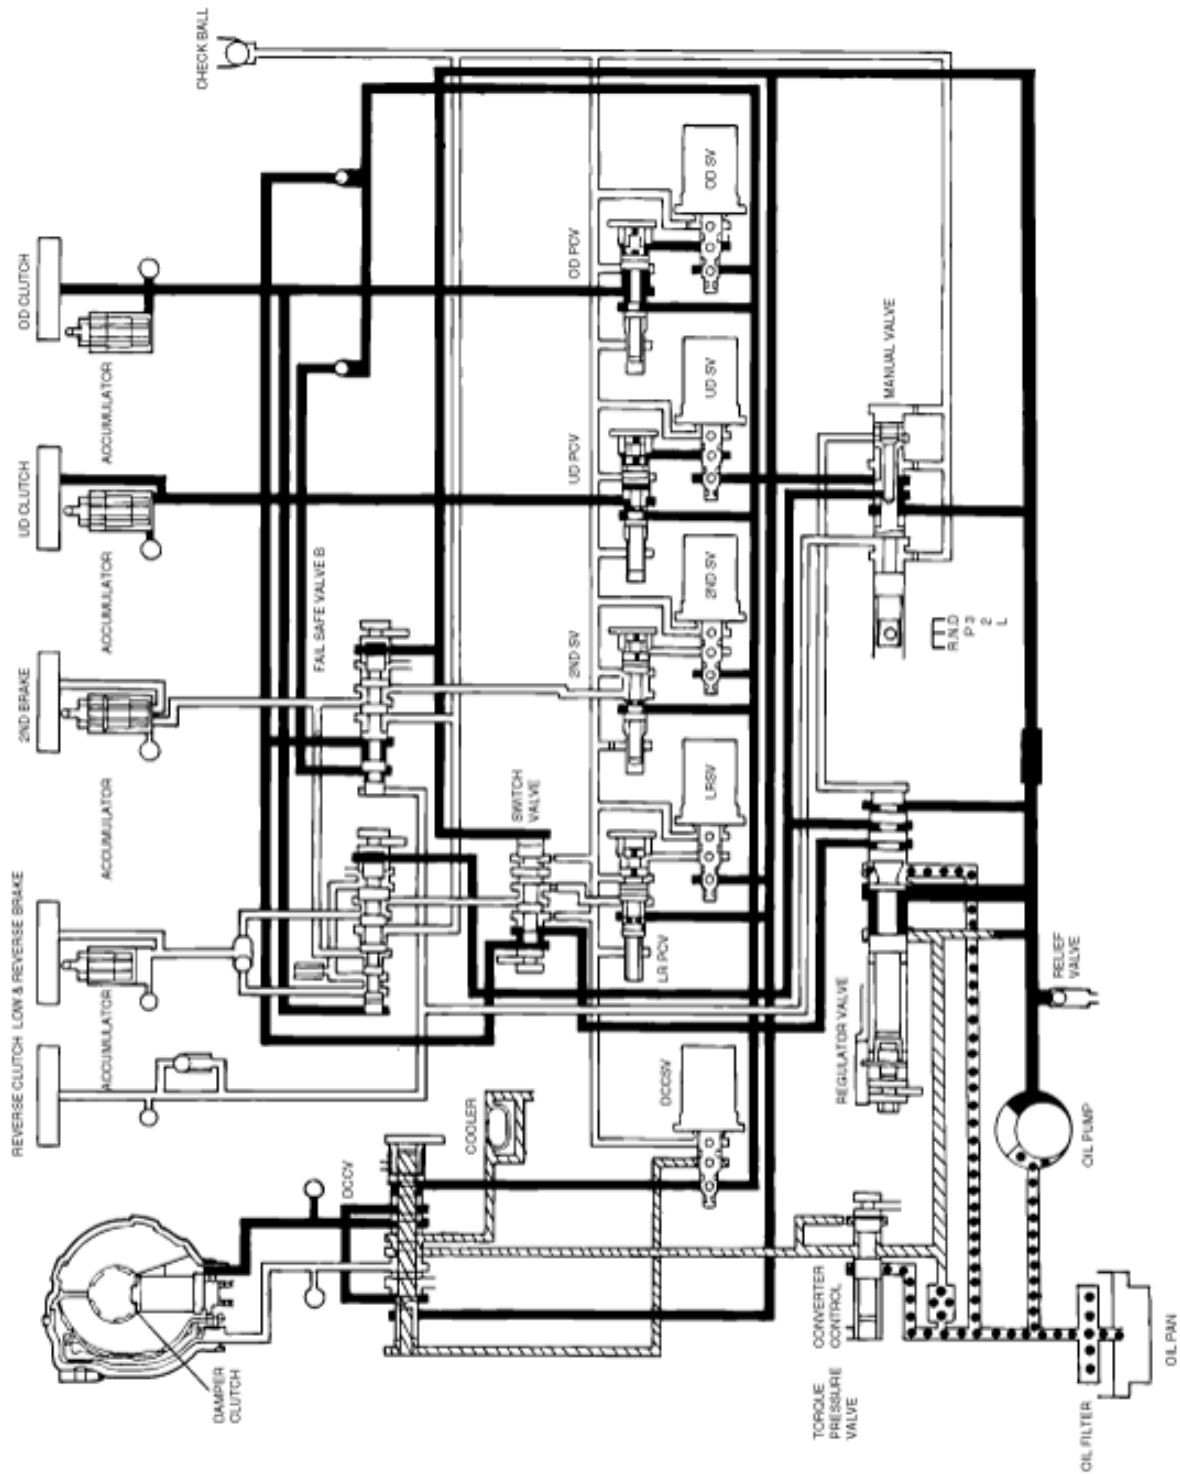 REVERSE CLUTCH
LOW & REVERSE BRAKE
2ND BRAKE
UD CLUTCH
OD CLUTCH
CHECK BALL
ACCUMULATOR
ACCUMULATOR
ACCUMULATOR
ACCUMULATOR
DAMPER
CLUTCH
DCCV
FAIL SAFE VALVE B
COOLER
SWITCH
VALVE
2ND SV
UD PCV
OD PCV
LR PCV
DCCSV
LRSV
2ND SV
UD SV
OD SV
TORQUE
PRESSURE
VALVE
CONVERTER
CONTROL
REGULATOR VALVE
MANUAL VALVE
R.N.D
P 3
2
L
OIL FILTER
OIL PUMP
RELIEF
VALVE
OIL PAN